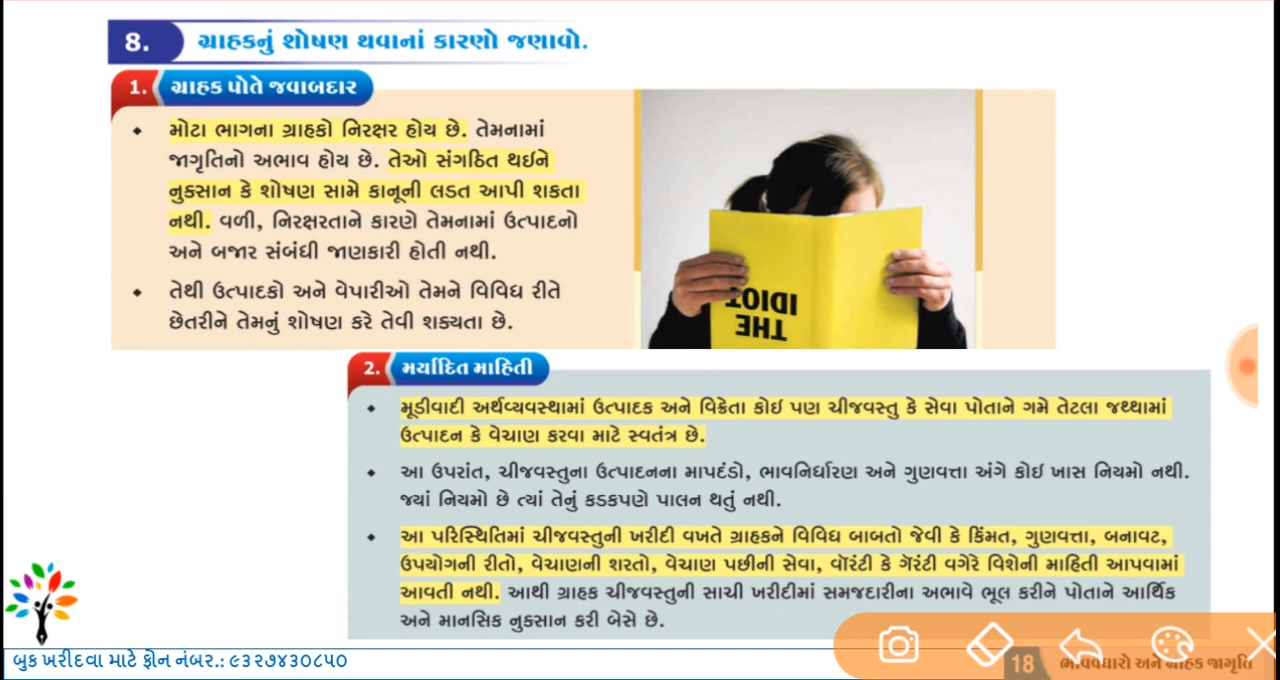 8. ગ્રાહકનું શોષણ થવાનાં કારણો જણાવો.
1. ગ્રાહક પોતે જવાબદાર
મોટા ભાગના ગ્રાહકો નિરક્ષર હોય છે. તેમનામાં
જાગૃતિનો અભાવ હોય છે. તેઓ સંગઠિત થઈને
નુક્સાન કે શોષણ સામે કાનૂની લડત આપી શકતા
નથી. વળી, નિરક્ષરતાને કારણે તેમનામાં ઉત્પાદનો
અને બજાર સંબંધી જાણકારી હોતી નથી.
તેથી ઉત્પાદકો અને વેપારીઓ તેમને વિવિધ રીતે
છેતરીને તેમનું શોષણ કરે તેવી શક્યતા છે.
THE
IDIOT
2. મર્યાદિત માહિતી
મૂડીવાદી અર્થવ્યવસ્થામાં ઉત્પાદક અને વિક્રેતા કોઈ પણ ચીજવસ્તુ કે સેવા પોતાને ગમે તેટલા જથ્થામાં
ઉત્પાદન કે વેચાણ કરવા માટે સ્વતંત્ર છે.
આ ઉપરાંત, ચીજવસ્તુના ઉત્પાદનના માપદંડો, ભાવનિર્ધારણ અને ગુણવત્તા અંગે કોઈ ખાસ નિયમો નથી.
જ્યાં નિયમો છે ત્યાં તેનું કડકપણે પાલન થતું નથી.
આ પરિસ્થિતિમાં ચીજવસ્તુની ખરીદી વખતે ગ્રાહકને વિવિધ બાબતો જેવી કે કિંમત, ગુણવત્તા, બનાવટ,
ઉપયોગની રીતો, વેચાણની શરતો, વેચાણ પછીની સેવા, વૉરંટી કે ગૅરંટી વગેરે વિશેની માહિતી આપવામાં
આવતી નથી. આથી ગ્રાહક ચીજવસ્તુની સાચી ખરીદીમાં સમજદારીના અભાવે ભૂલ કરીને પોતાને આર્થિક
અને માનસિક નુક્સાન કરી બેસે છે.
બુક ખરીદવા માટે ફોન નંબર.: ૯૩૨૭૪૩૦૮૫૦
18 ભાવવધારો અને ગ્રાહક જાગૃતિ